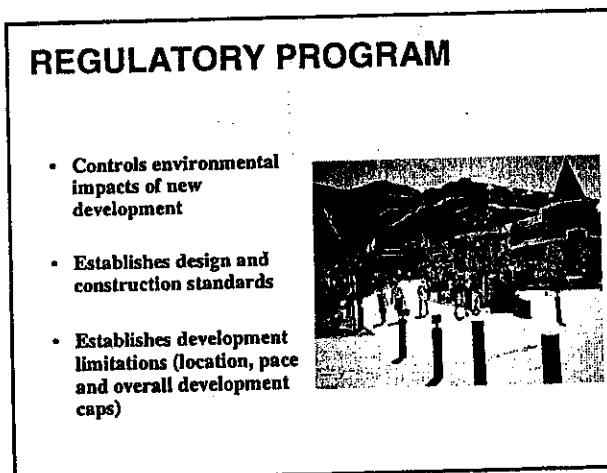 REGULATORY PROGRAM
• Controls environmental
impacts of new
development
• Establishes design and
construction standards
• Establishes development
limitations (location, pace
and overall development
caps)